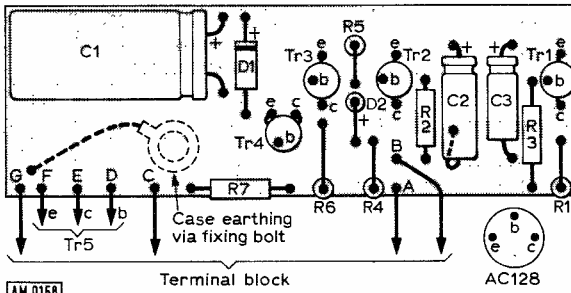 C1
+
D1
Tr3
e
b
c
R5
D2
+
Tr2
e
b
c
R2
+
C2
+
C3
R3
Tr1
e
b
c
e
c
b
Tr4
G
F
E
D
C
R7
R6
R4
B
A
R1
e
c
b
Tr5
Case earthing
via fixing bolt
Terminal block
b
e
c
AC128
AM 0158